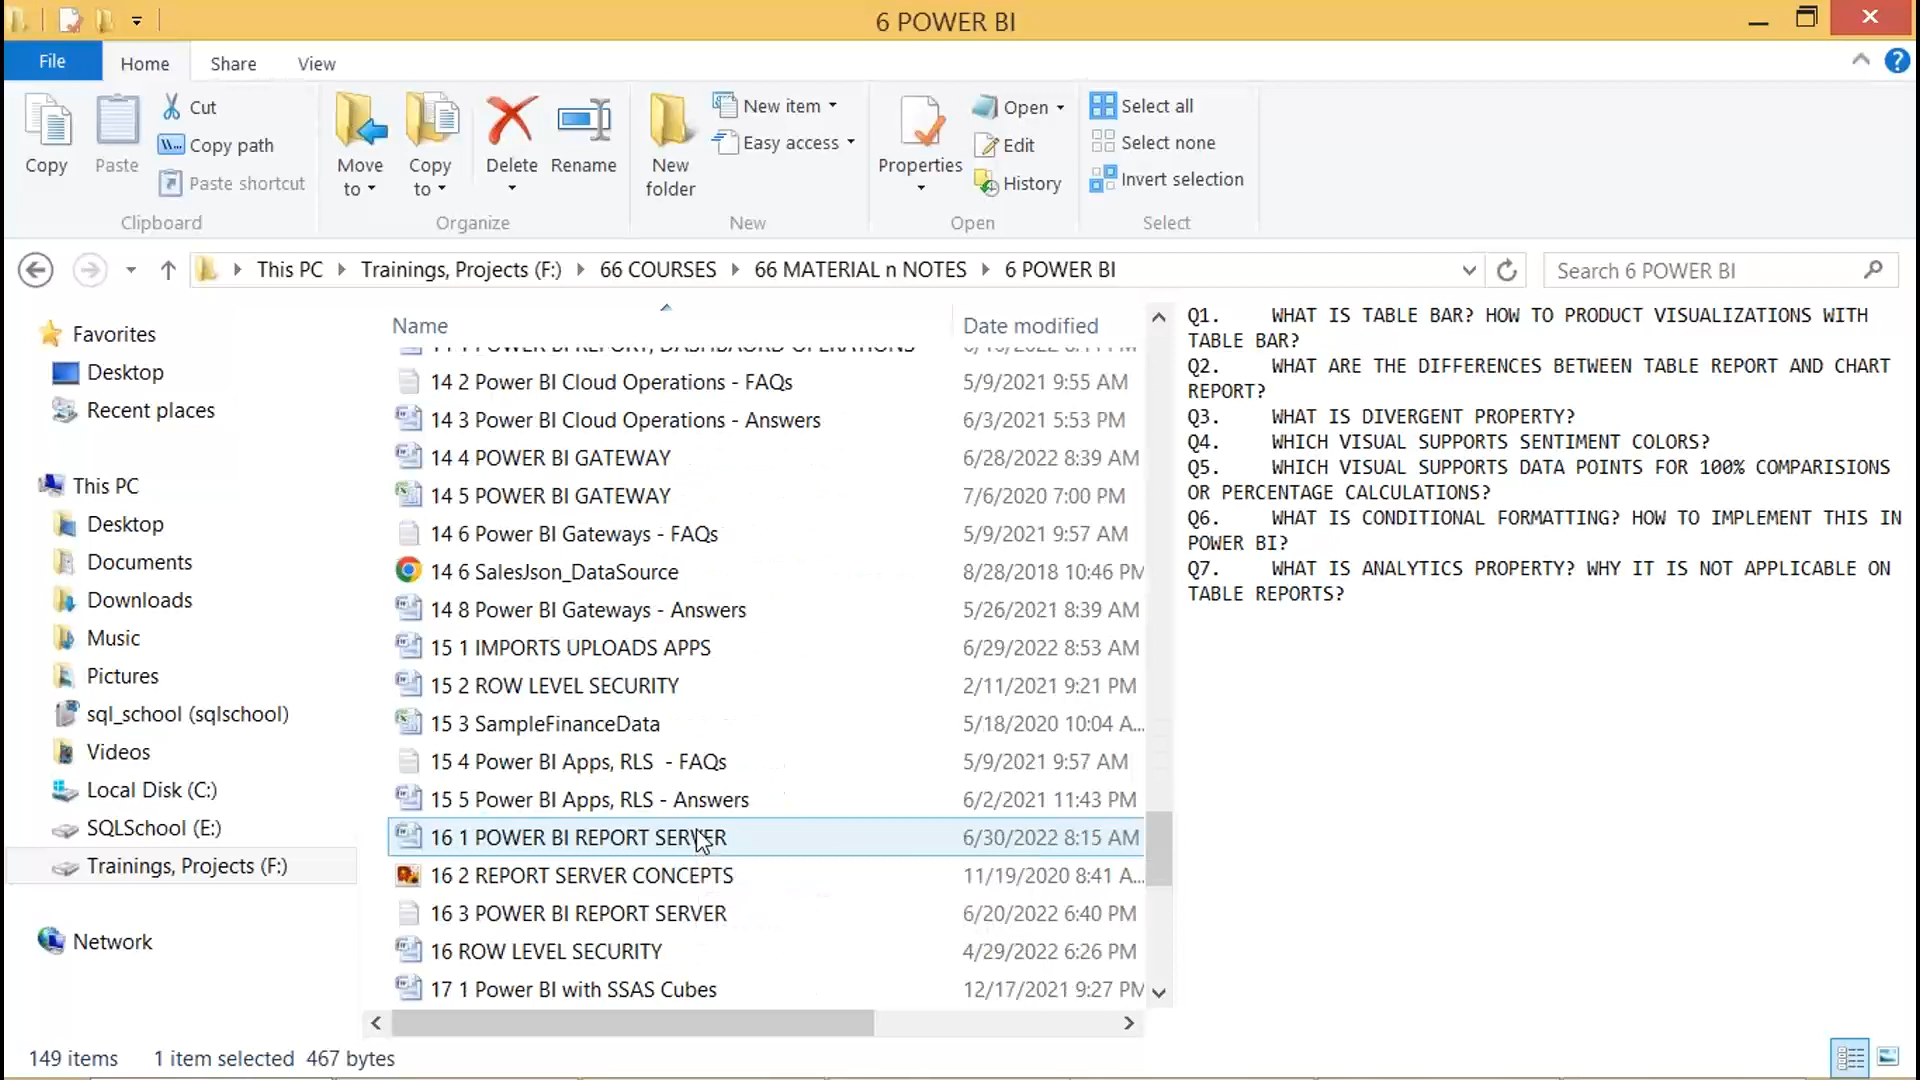 6 POWER BI
File
Home
Share
View
Copy
Paste
Cut
Copy path
Paste shortcut
Clipboard
Move to
Copy to
Delete
Rename
Organize
New folder
New item
Easy access
New
Properties
Open
Edit
History
Open
Select all
Select none
Invert selection
Select
This PC
Trainings, Projects (F:)
66 COURSES
66 MATERIAL n NOTES
6 POWER BI
Search 6 POWER BI
Favorites
Desktop
Recent places
This PC
Desktop
Documents
Downloads
Music
Pictures
sql_school (sqlschool)
Videos
Local Disk (C:)
SQLSchool (E:)
Trainings, Projects (F:)
Network
Name Date modified
14 2 Power BI Cloud Operations - FAQs 5/9/2021 9:55 AM
14 3 Power BI Cloud Operations - Answers 6/3/2021 5:53 PM
14 4 POWER BI GATEWAY 6/28/2022 8:39 AM
14 5 POWER BI GATEWAY 7/6/2020 7:00 PM
14 6 Power BI Gateways - FAQs 5/9/2021 9:57 AM
14 6 SalesJson_DataSource 8/28/2018 10:46 PM
14 8 Power BI Gateways - Answers 5/26/2021 8:39 AM
15 1 IMPORTS UPLOADS APPS 6/29/2022 8:53 AM
15 2 ROW LEVEL SECURITY 2/11/2021 9:21 PM
15 3 SampleFinanceData 5/18/2020 10:04 A...
15 4 Power BI Apps, RLS - FAQs 5/9/2021 9:57 AM
15 5 Power BI Apps, RLS - Answers 6/2/2021 11:43 PM
16 1 POWER BI REPORT SERVER 6/30/2022 8:15 AM
16 2 REPORT SERVER CONCEPTS 11/19/2020 8:41 A...
16 3 POWER BI REPORT SERVER 6/20/2022 6:40 PM
16 ROW LEVEL SECURITY 4/29/2022 6:26 PM
17 1 Power BI with SSAS Cubes 12/17/2021 9:27 PM
Q1. WHAT IS TABLE BAR? HOW TO PRODUCT VISUALIZATIONS WITH
TABLE BAR?
Q2. WHAT ARE THE DIFFERENCES BETWEEN TABLE REPORT AND CHART
REPORT?
Q3. WHAT IS DIVERGENT PROPERTY?
Q4. WHICH VISUAL SUPPORTS SENTIMENT COLORS?
Q5. WHICH VISUAL SUPPORTS DATA POINTS FOR 100% COMPARISIONS
OR PERCENTAGE CALCULATIONS?
Q6. WHAT IS CONDITIONAL FORMATTING? HOW TO IMPLEMENT THIS IN
POWER BI?
Q7. WHAT IS ANALYTICS PROPERTY? WHY IT IS NOT APPLICABLE ON
TABLE REPORTS?
149 items 1 item selected 467 bytes